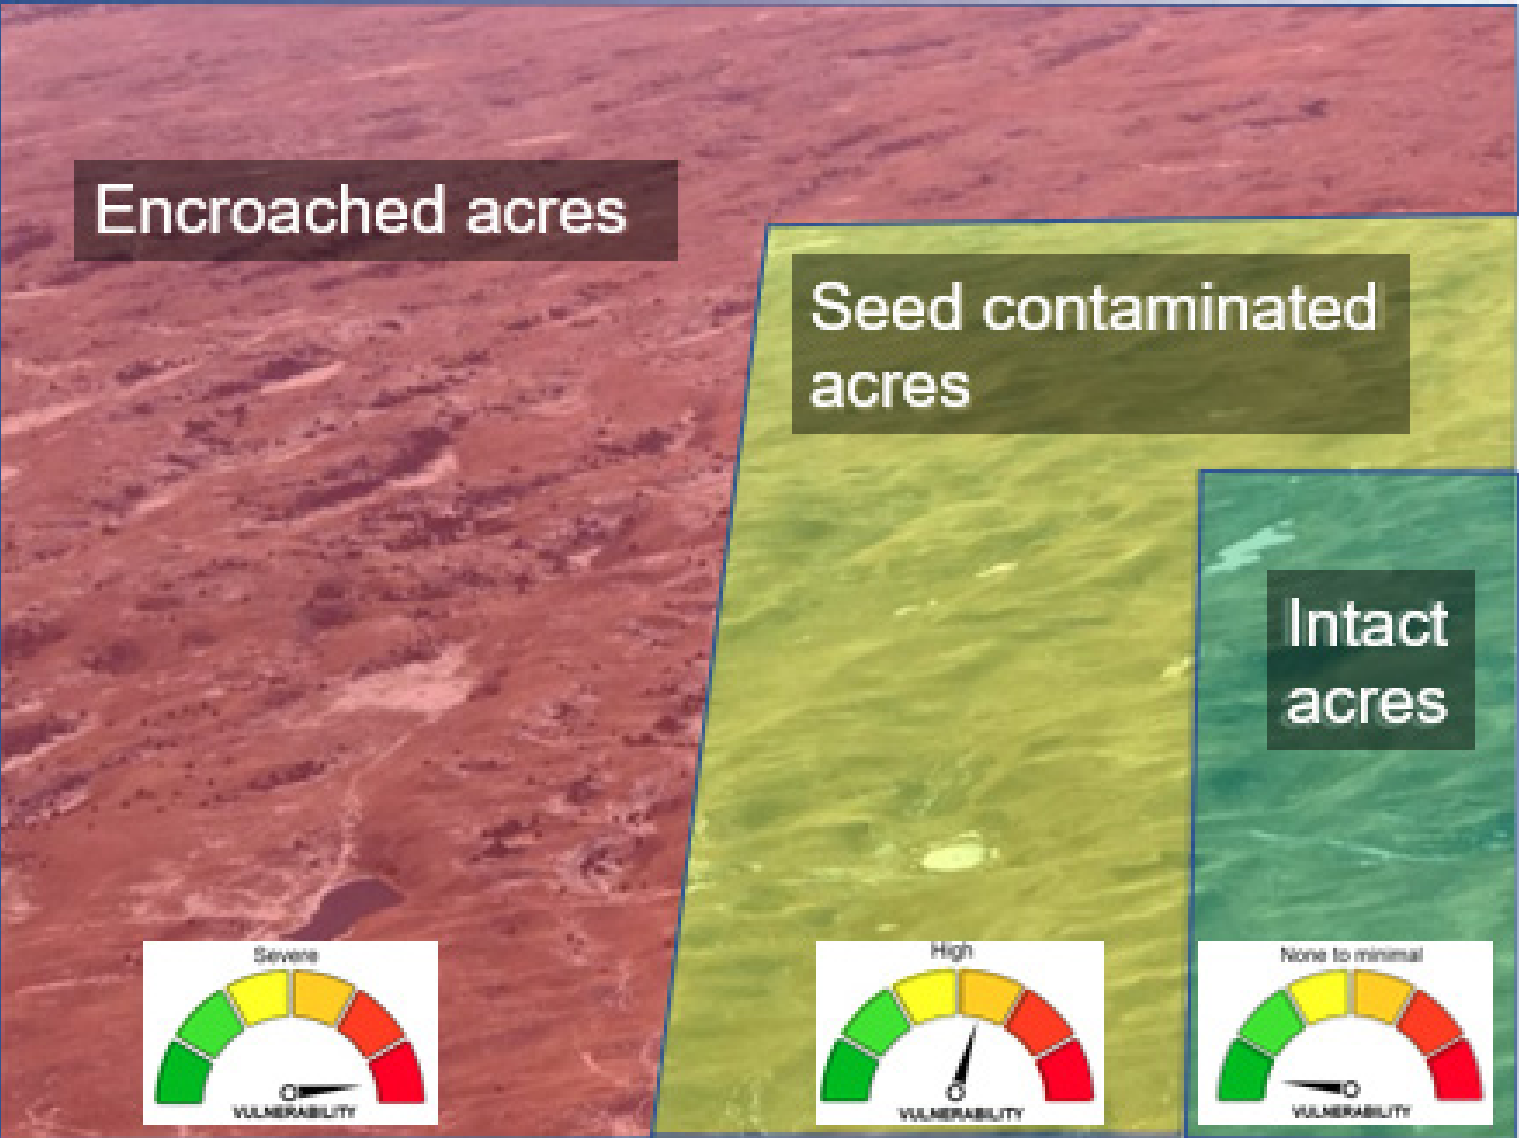 Encroached acres
Seed contaminated
acres
Intact
acres
Severe
VULNERABILITY
High
VULNERABILITY
None to minimal
VULNERABILITY